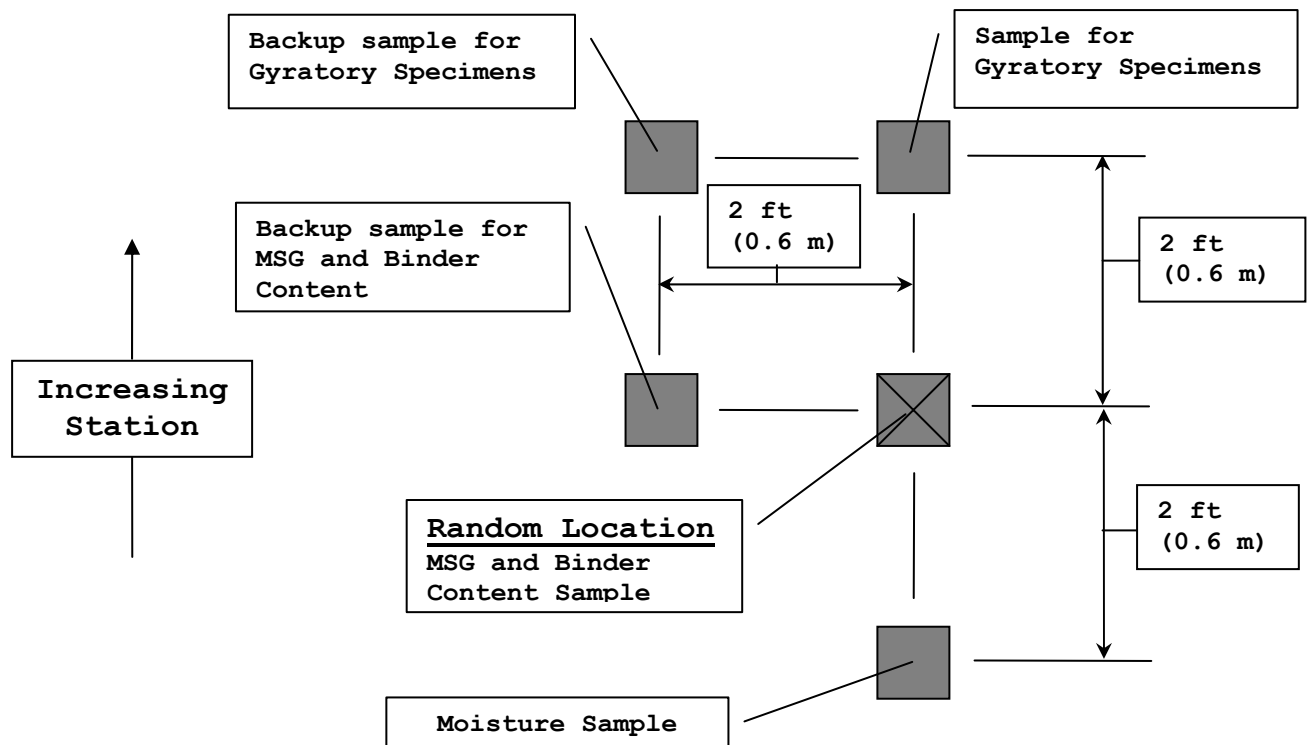 Backup sample for
Gyratory Specimens
Sample for
Gyratory Specimens
2 ft
(0.6 m)
Backup sample for
MSG and Binder
Content
2 ft
(0.6 m)
Increasing
Station
Random Location
MSG and Binder
Content Sample
2 ft
(0.6 m)
Moisture Sample